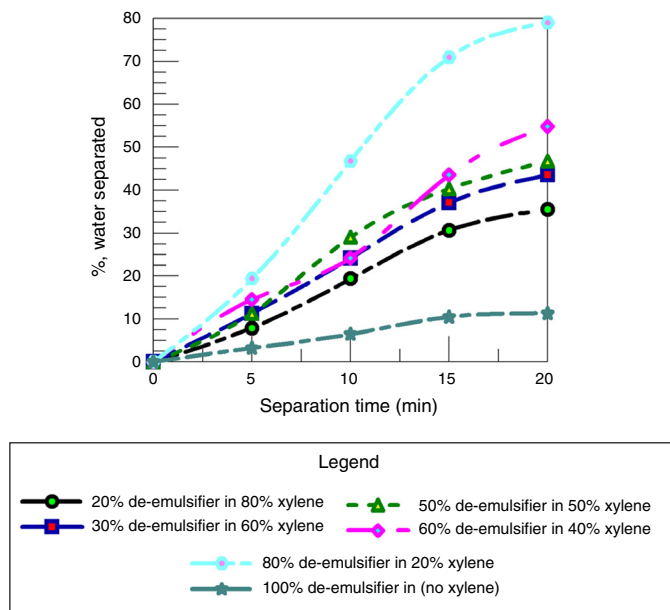 80
70
60
50
40
30
20
10
0
%, water separated
0 5 10 15 20
Separation time (min)
Legend
20% de-emulsifier in 80% xylene
30% de-emulsifier in 60% xylene
50% de-emulsifier in 50% xylene
60% de-emulsifier in 40% xylene
80% de-emulsifier in 20% xylene
100% de-emulsifier in (no xylene)